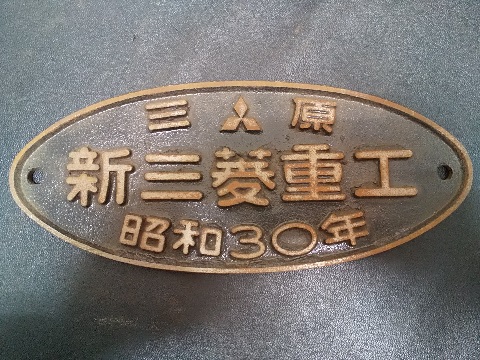 三原
新三菱重工
昭和30年